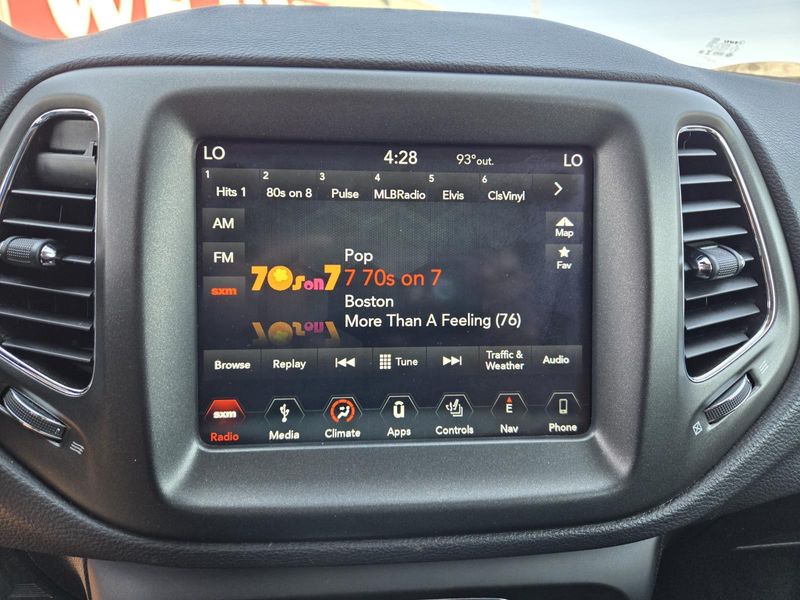 LO 4:28 93° out. LO
1 Hits 1 2 80s on 8 3 Pulse 4 MLBRadio 5 Elvis 6 ClsVinyl
AM
Map
FM
Fav
sxm
70s on 7
Pop
7 70s on 7
Boston
More Than A Feeling (76)
Browse Replay Tune Traffic & Weather Audio
sxm
E
Radio Media Climate Apps Controls Nav Phone